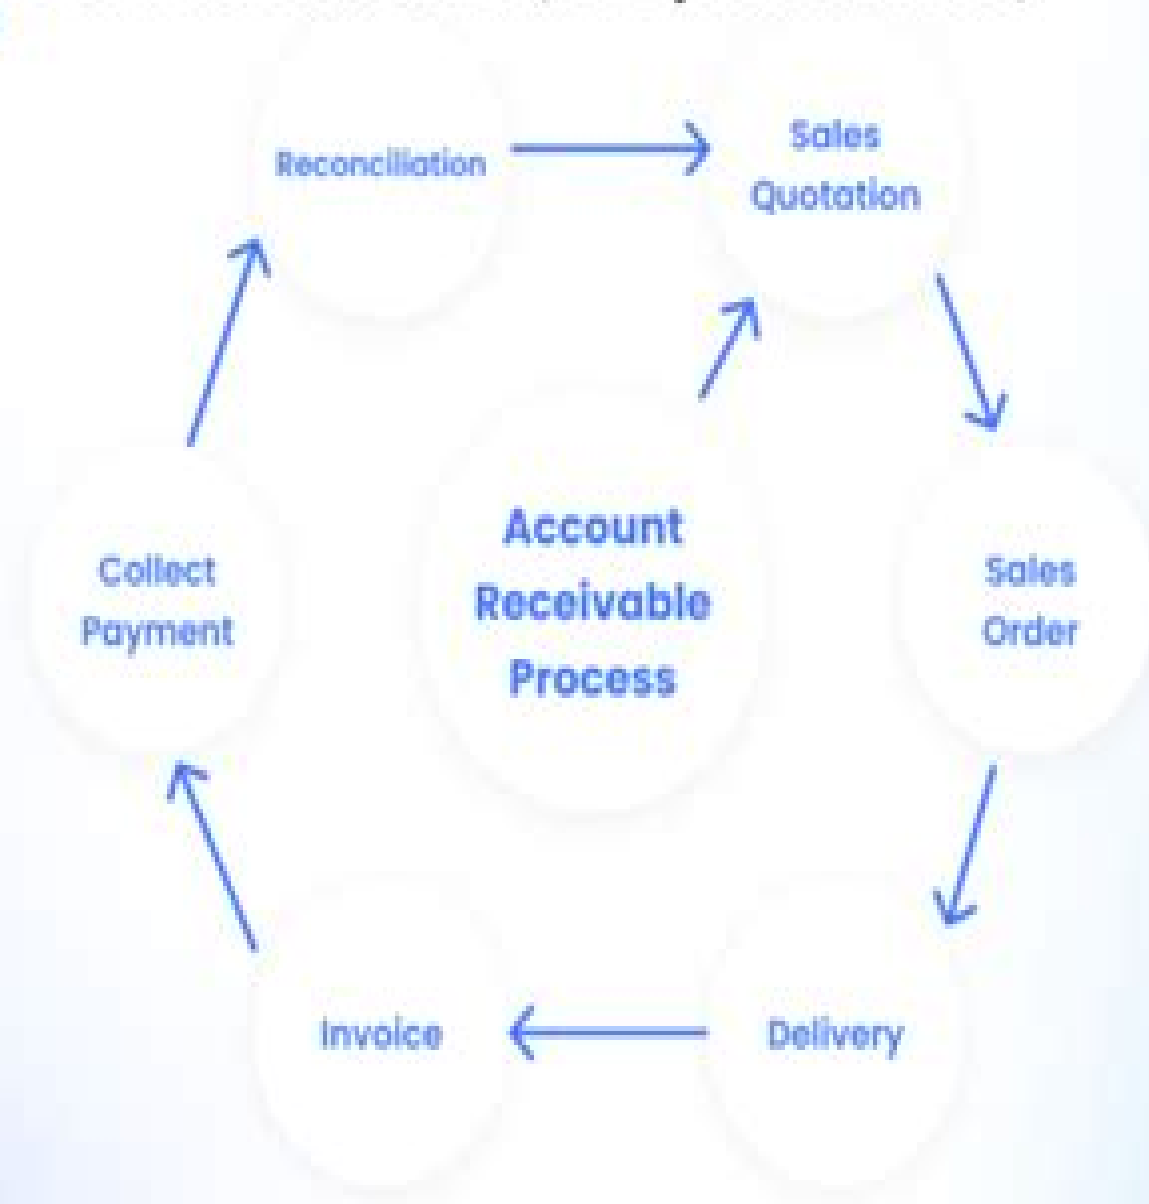 Reconciliation
Sales
Quotation
Account
Receivable
Process
Collect
Payment
Sales
Order
Invoice
Delivery